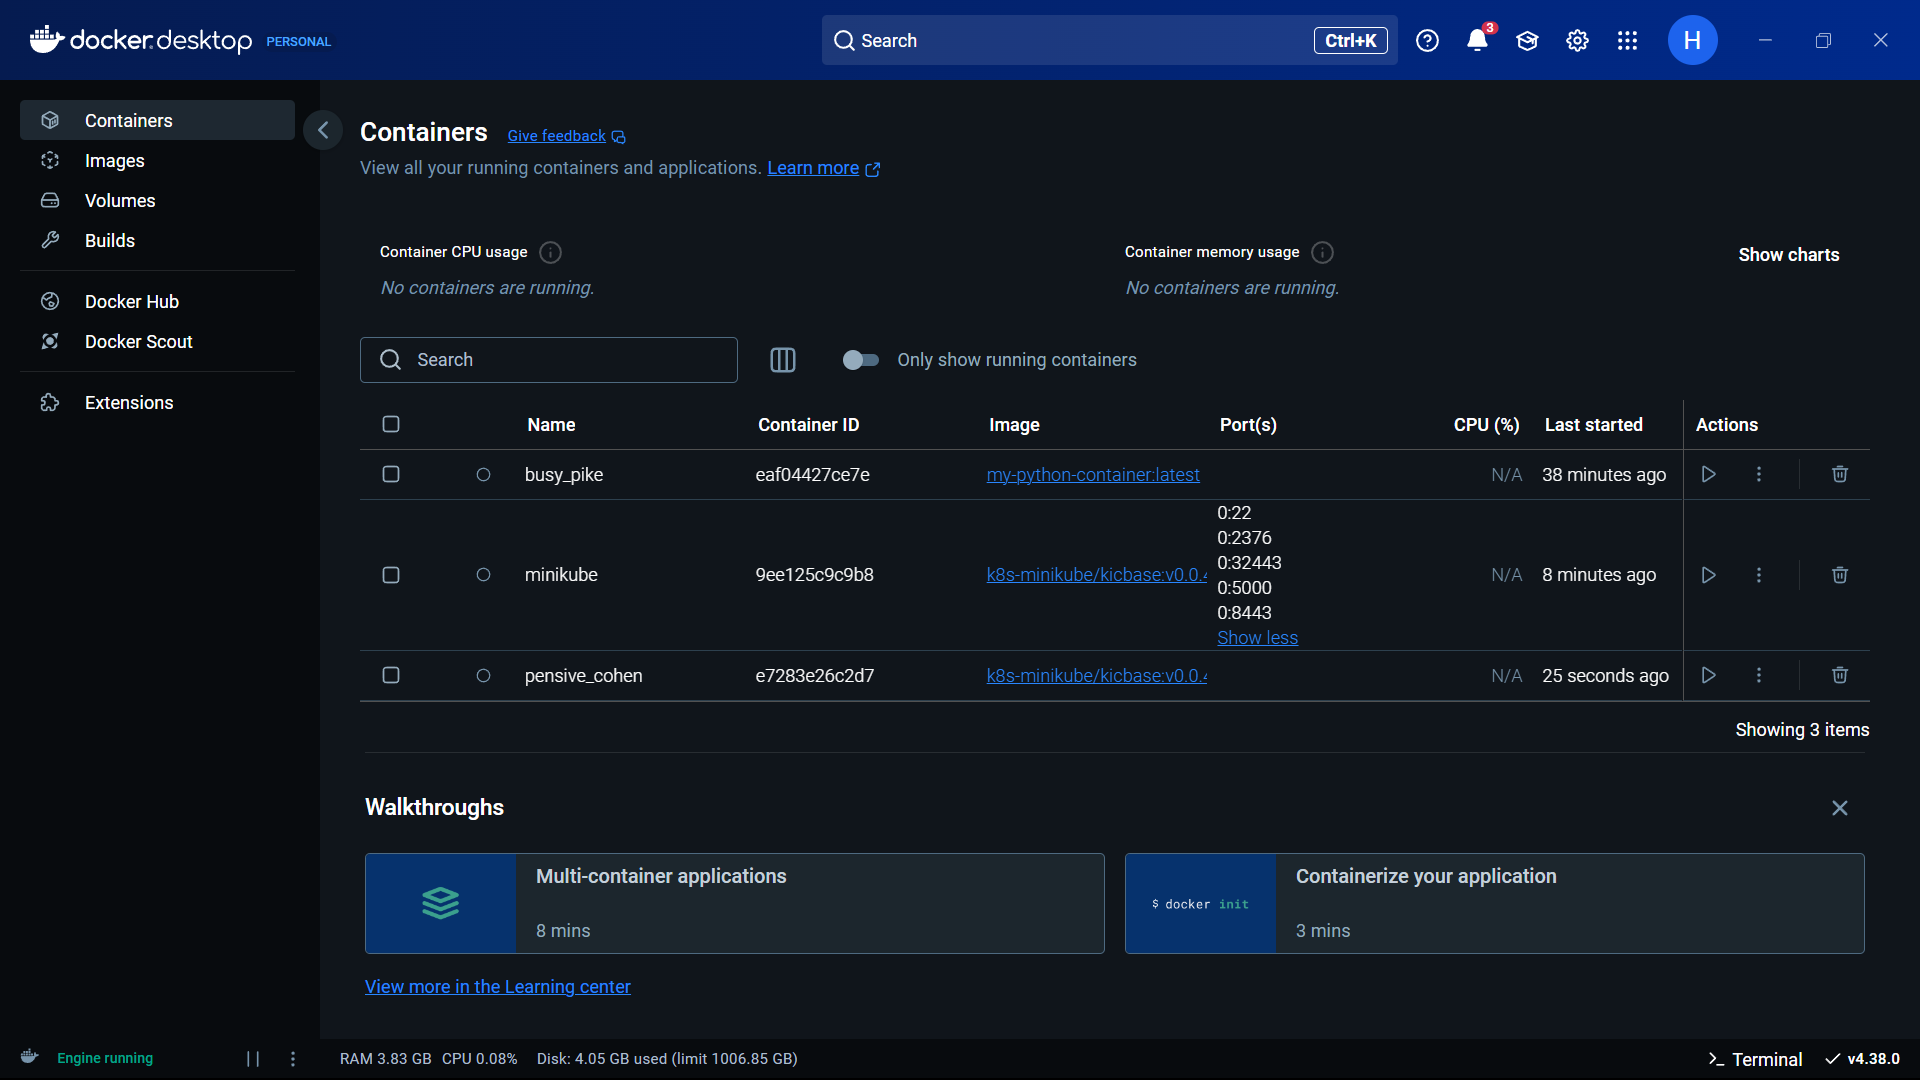 docker.desktop PERSONAL
Search Ctrl+K
3
H
Containers
Images
Volumes
Builds
Docker Hub
Docker Scout
Extensions
Containers Give feedback
View all your running containers and applications. Learn more
Container CPU usage
No containers are running.
Container memory usage
No containers are running.
Show charts
Search
Only show running containers
Name Container ID Image Port(s) CPU (%) Last started Actions
busy_pike eaf04427ce7e my-python-container:latest N/A 38 minutes ago
0:22
0:2376
0:32443
minikube 9ee125c9c9b8 k8s-minikube/kicbase:v0.0.4 N/A 8 minutes ago
0:5000
0:8443
Show less
pensive_cohen e7283e26c2d7 k8s-minikube/kicbase:v0.0.4 N/A 25 seconds ago
Showing 3 items
Walkthroughs
Multi-container applications
8 mins
$ docker init
Containerize your application
3 mins
View more in the Learning center
Engine running
RAM 3.83 GB CPU 0.08% Disk: 4.05 GB used (limit 1006.85 GB)
Terminal v4.38.0